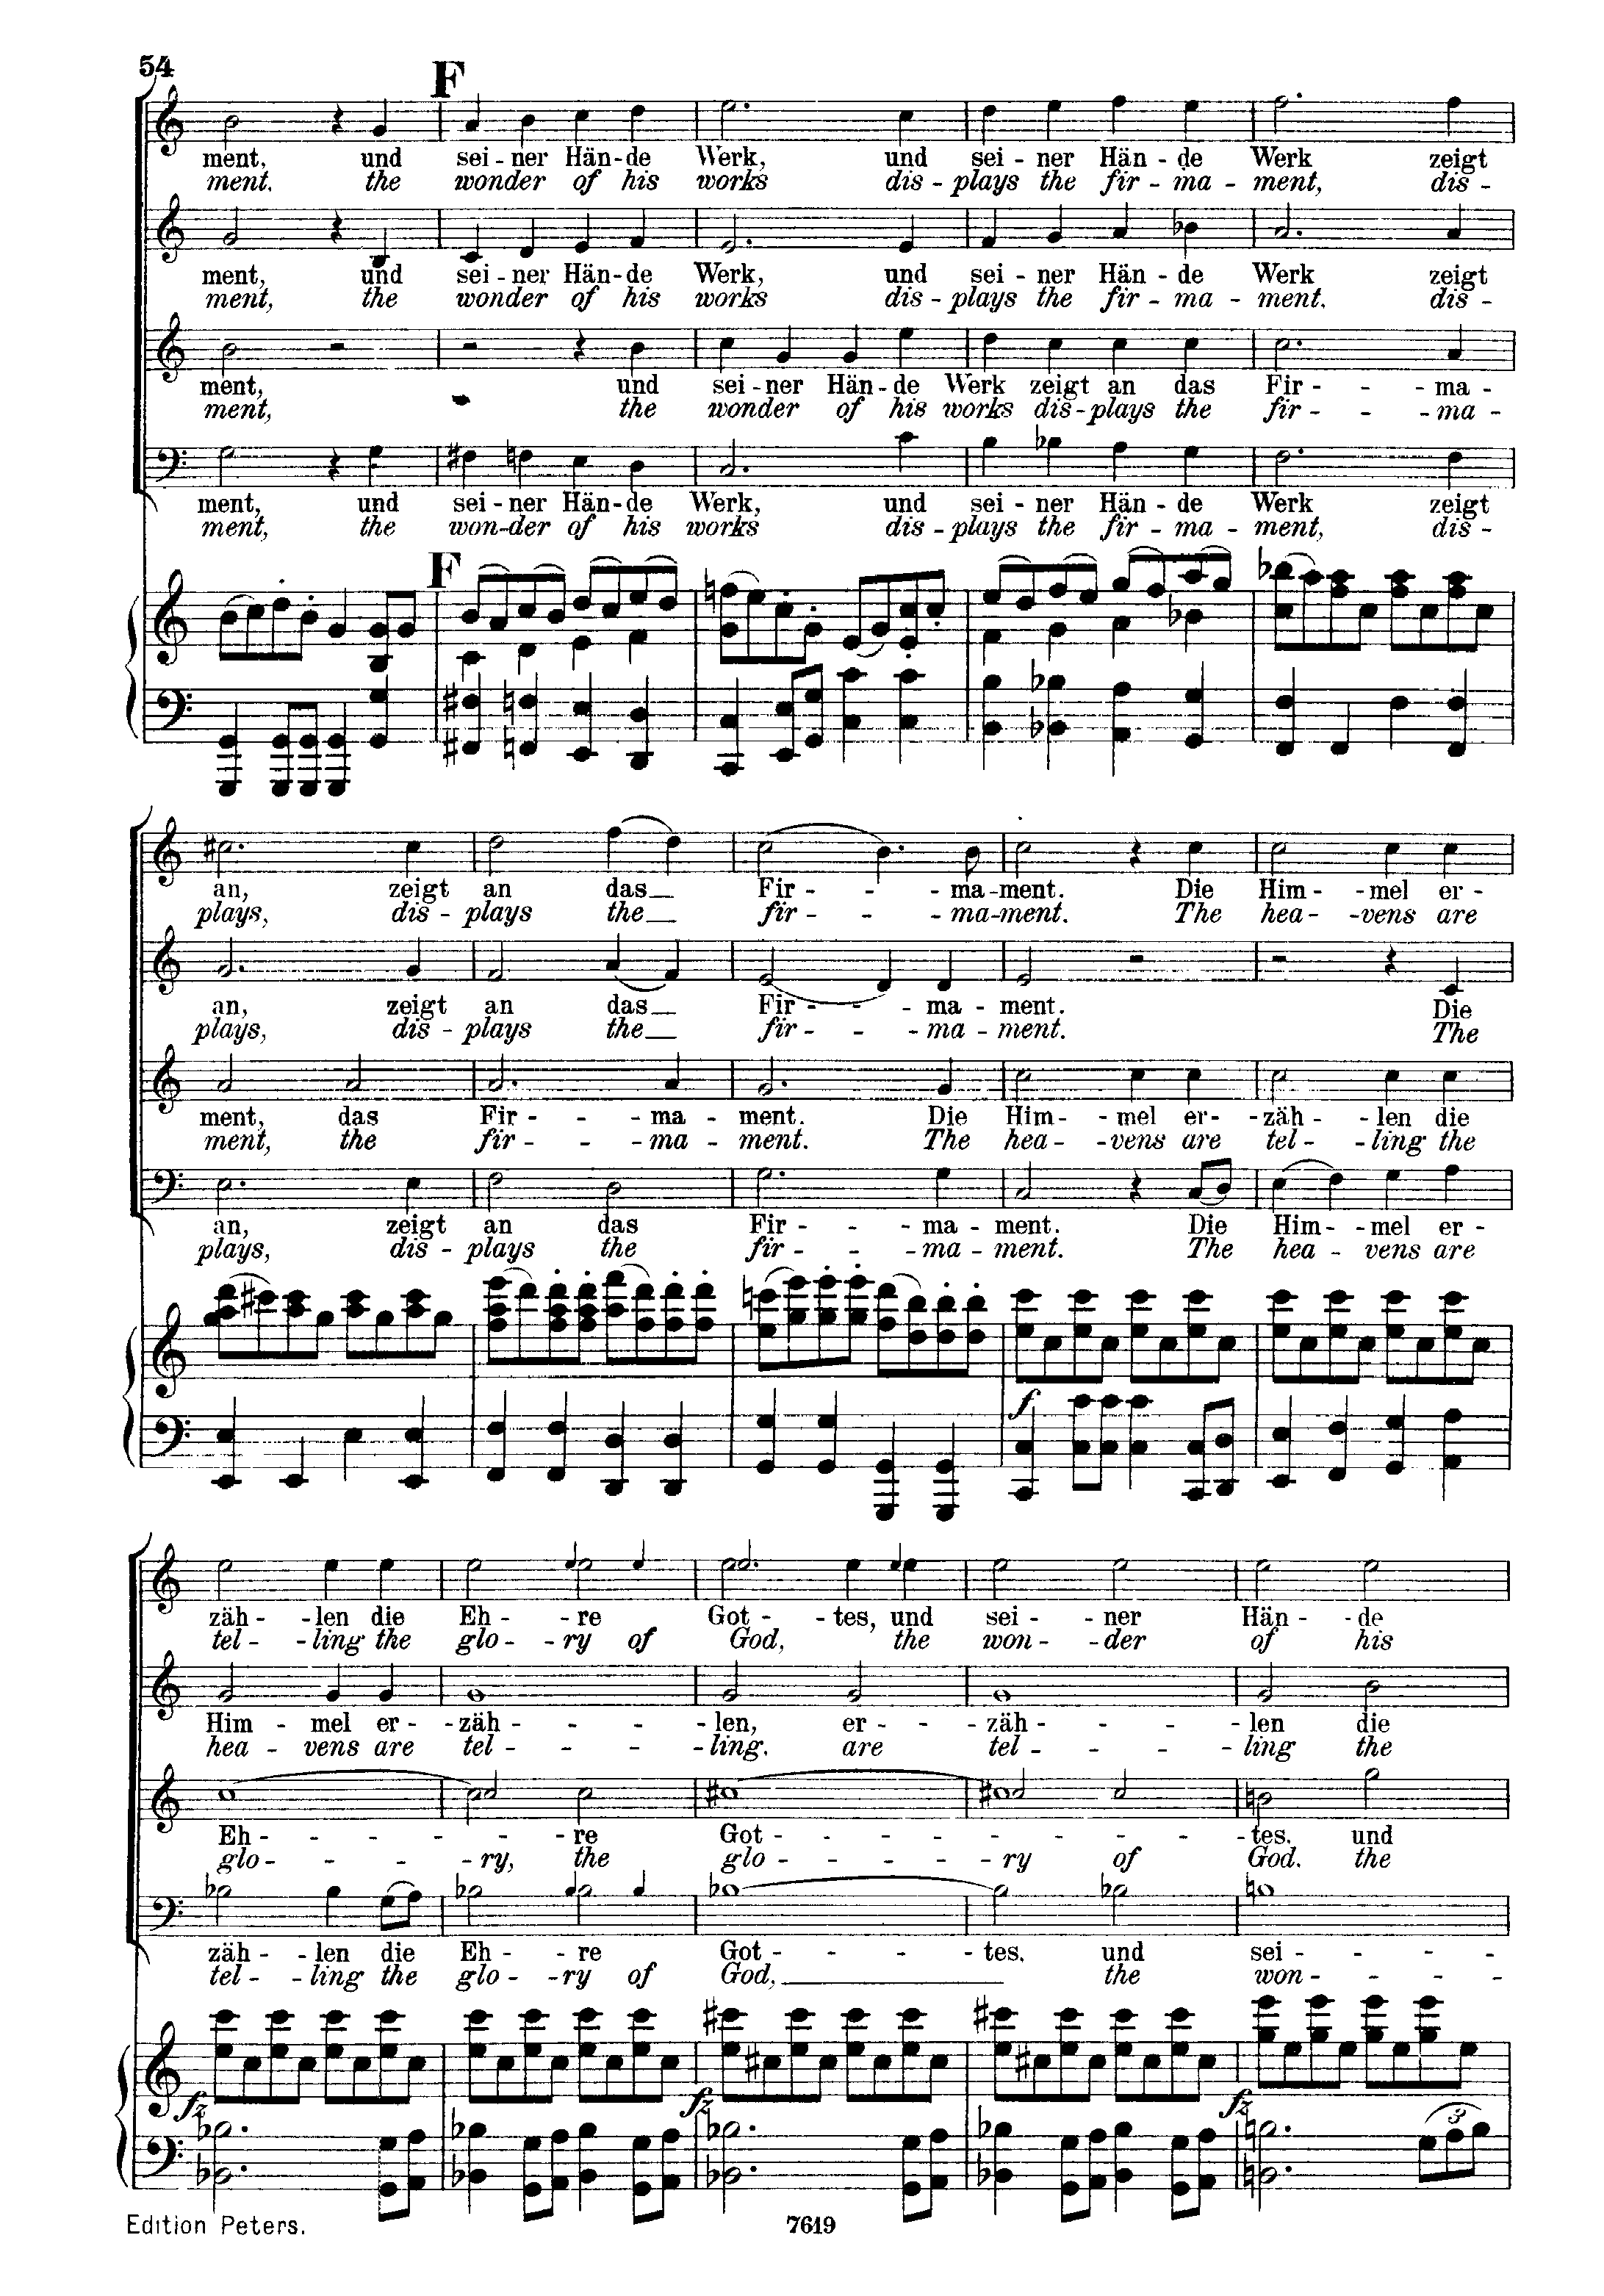 54
F
ment, und sei - ner Hän - de Werk, und sei - ner Hän - de Werk zeigt
ment. the wonder of his works dis - plays the fir - ma - ment, dis -
ment, und sei - ner Hän - de Werk, und sei - ner Hän - de Werk zeigt
ment, the wonder of his works dis - plays the fir - ma - ment. dis -
ment, und sei - ner Hän - de Werk zeigt an das Fir - - - ma -
ment, the wonder of his works dis - plays the fir - - - ma -
ment, und sei - ner Hän - de Werk, und sei - ner Hän - de Werk zeigt
ment, the won - der of his works dis - plays the fir - ma - ment, dis -
F
an, zeigt an das Fir - - - ma - ment. Die Him - - mel er -
plays, dis - plays the fir - - - ma - ment. The hea - - vens are
an, zeigt an das Fir - - - ma - ment. Die
plays, dis - plays the fir - - - ma - ment. The
ment, das Fir - - - ma - ment. Die Him - - mel er - - zäh - - len die
ment, the fir - - - ma - ment. The hea - - vens are tel - - ling the
an, zeigt an das Fir - - - ma - ment. Die Him - - mel er -
plays, dis - plays the fir - - - ma - ment. The hea - vens are
f
zäh - - len die Eh - - re Got - - tes, und sei - - ner Hän - - de
tel - - ling the glo - - ry of God, the won - - der of his
Him - mel er - - zäh - - - - len, er - - - zäh - - - - len die
hea - vens are tel - - - - ling. are tel - - - - ling the
Eh - - - - - re Got - - - - - - - tes. und
glo - - - - ry, the glo - - - - ry of God. the
zäh - - len die Eh - - re Got - - - - tes. und sei - - - -
tel - - ling the glo - - ry of God, the won - - - -
fz fz fz
3
Edition Peters. 7619